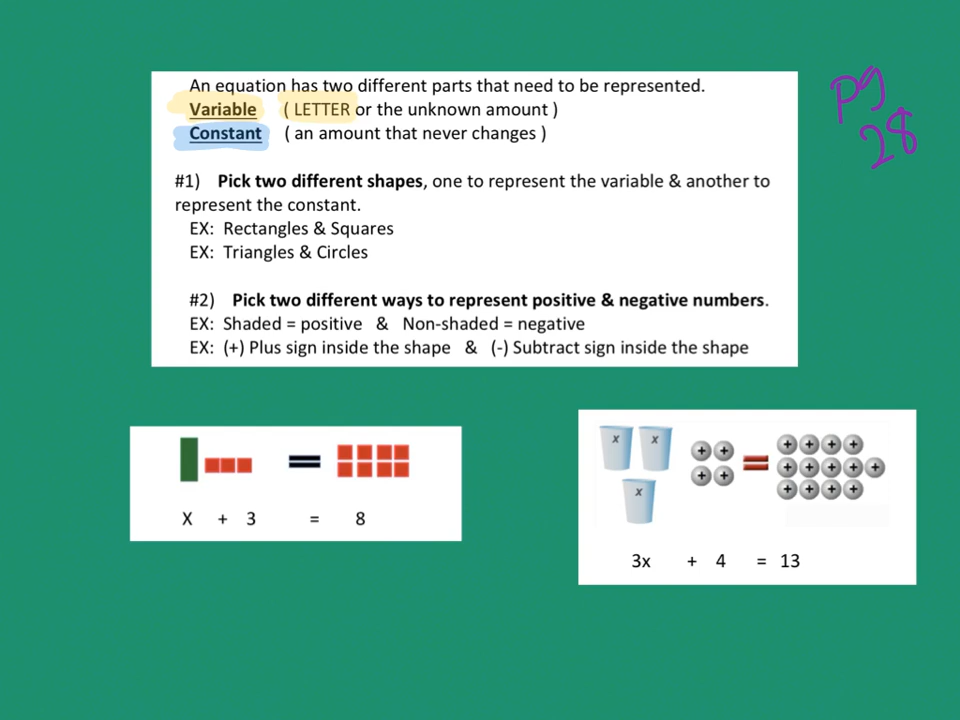 An equation has two different parts that need to be represented.
Variable ( LETTER or the unknown amount )
Constant ( an amount that never changes )
pg
28
#1) Pick two different shapes, one to represent the variable & another to
represent the constant.
EX: Rectangles & Squares
EX: Triangles & Circles
#2) Pick two different ways to represent positive & negative numbers.
EX: Shaded = positive & Non-shaded = negative
EX: (+) Plus sign inside the shape & (-) Subtract sign inside the shape
=
X + 3 = 8
x x + + = + + + +
+ + + + + + +
x + + + +
3x + 4 = 13